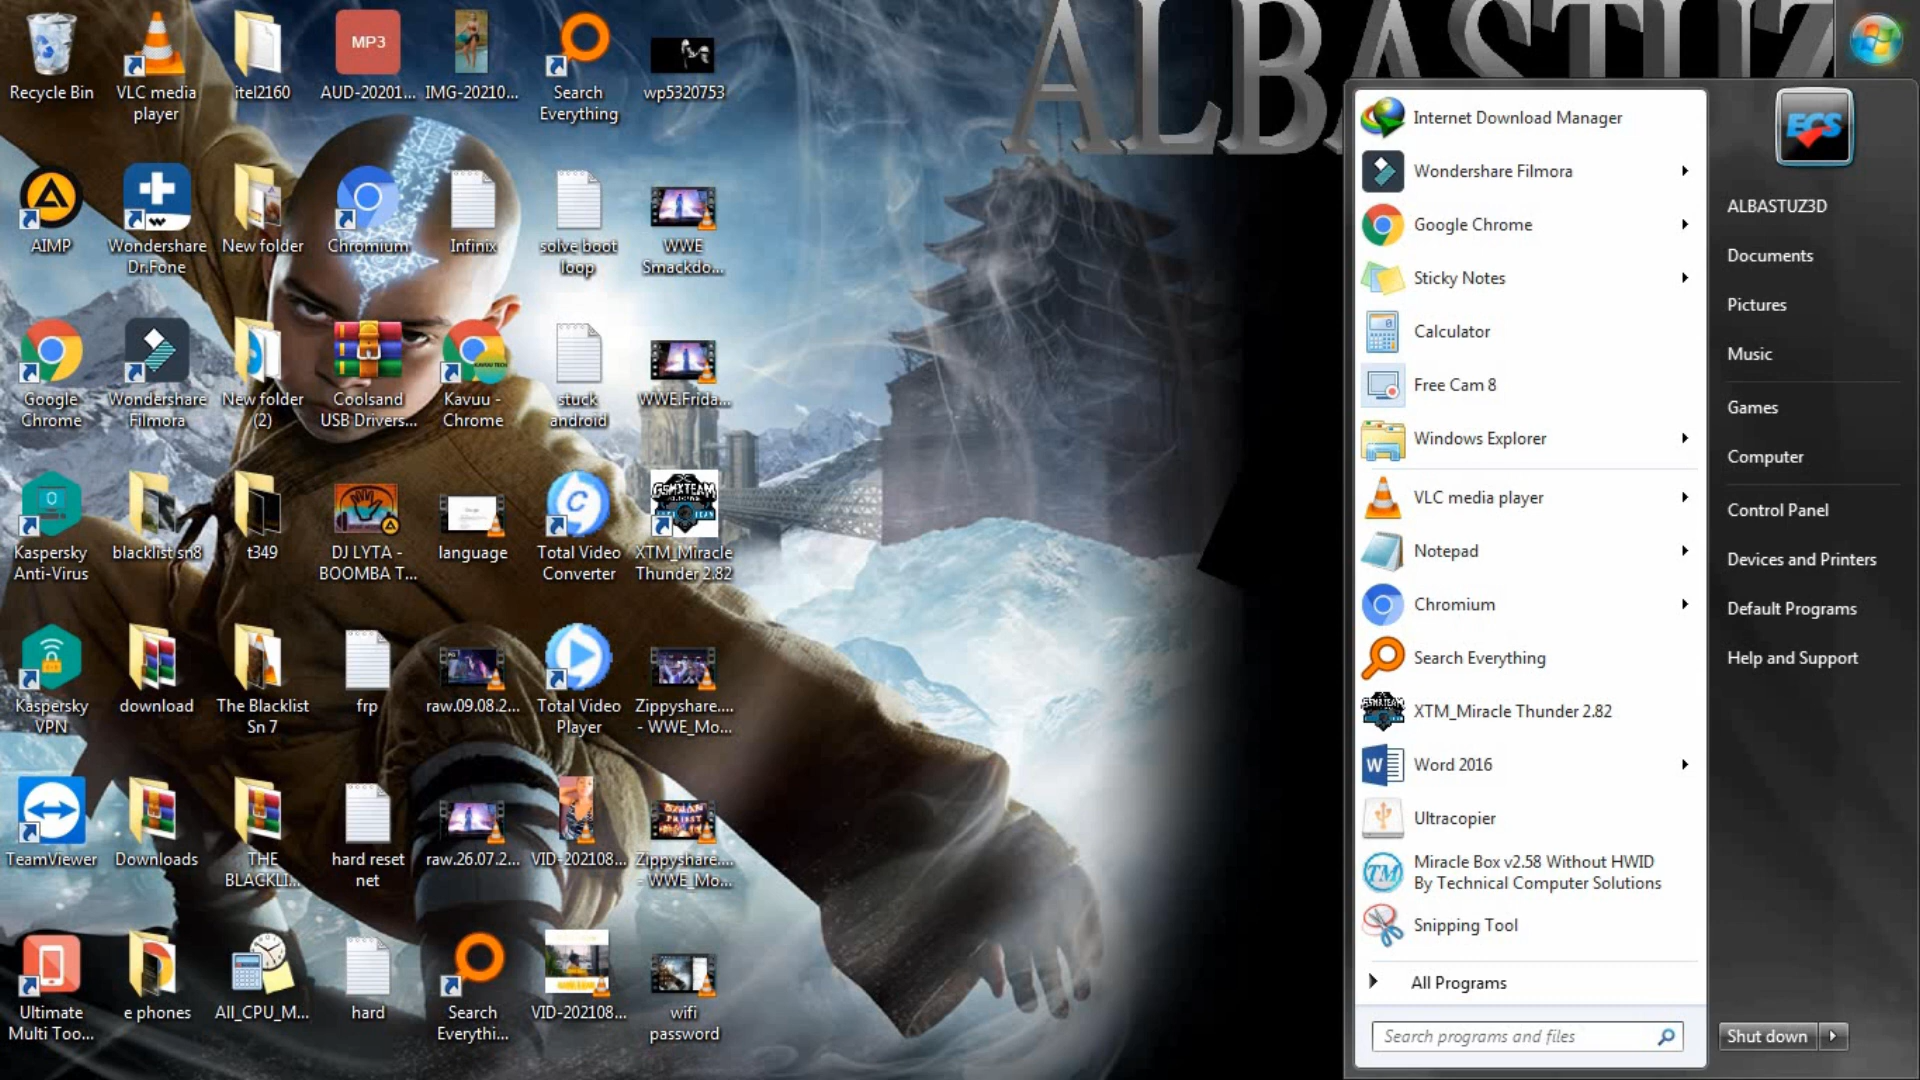 ALBASTUZ
Recycle Bin
VLC media
player
itel2160
MP3
AUD-20201...
IMG-20210...
Search
Everything
wp5320753
AIMP
Wondershare
Dr.Fone
New folder
Chromium
Infinix
solve boot
loop
WWE
Smackdo...
Google
Chrome
Wondershare
Filmora
New folder
(2)
Coolsand
USB Drivers...
Kavuu -
Chrome
stuck
android
WWE.Frida...
Kaspersky
Anti-Virus
blacklist sn8
t349
DJ LYTA -
BOOMBA T...
language
Total Video
Converter
XTM_Miracle
Thunder 2.82
Kaspersky
VPN
download
The Blacklist
Sn 7
frp
raw.09.08.2...
Total Video
Player
Zippyshare....
- WWE_Mo...
TeamViewer
Downloads
THE
BLACKLI...
hard reset
net
raw.26.07.2...
VID-202108...
Zippyshare....
- WWE_Mo...
Ultimate
Multi Too...
e phones
All_CPU_M...
hard
Search
Everythi...
VID-202108...
wifi
password
Internet Download Manager
Wondershare Filmora
Google Chrome
Sticky Notes
Calculator
Free Cam 8
Windows Explorer
VLC media player
Notepad
Chromium
Search Everything
XTM_Miracle Thunder 2.82
Word 2016
Ultracopier
Miracle Box v2.58 Without HWID
By Technical Computer Solutions
Snipping Tool
All Programs
Search programs and files
ECS
ALBASTUZ3D
Documents
Pictures
Music
Games
Computer
Control Panel
Devices and Printers
Default Programs
Help and Support
Shut down